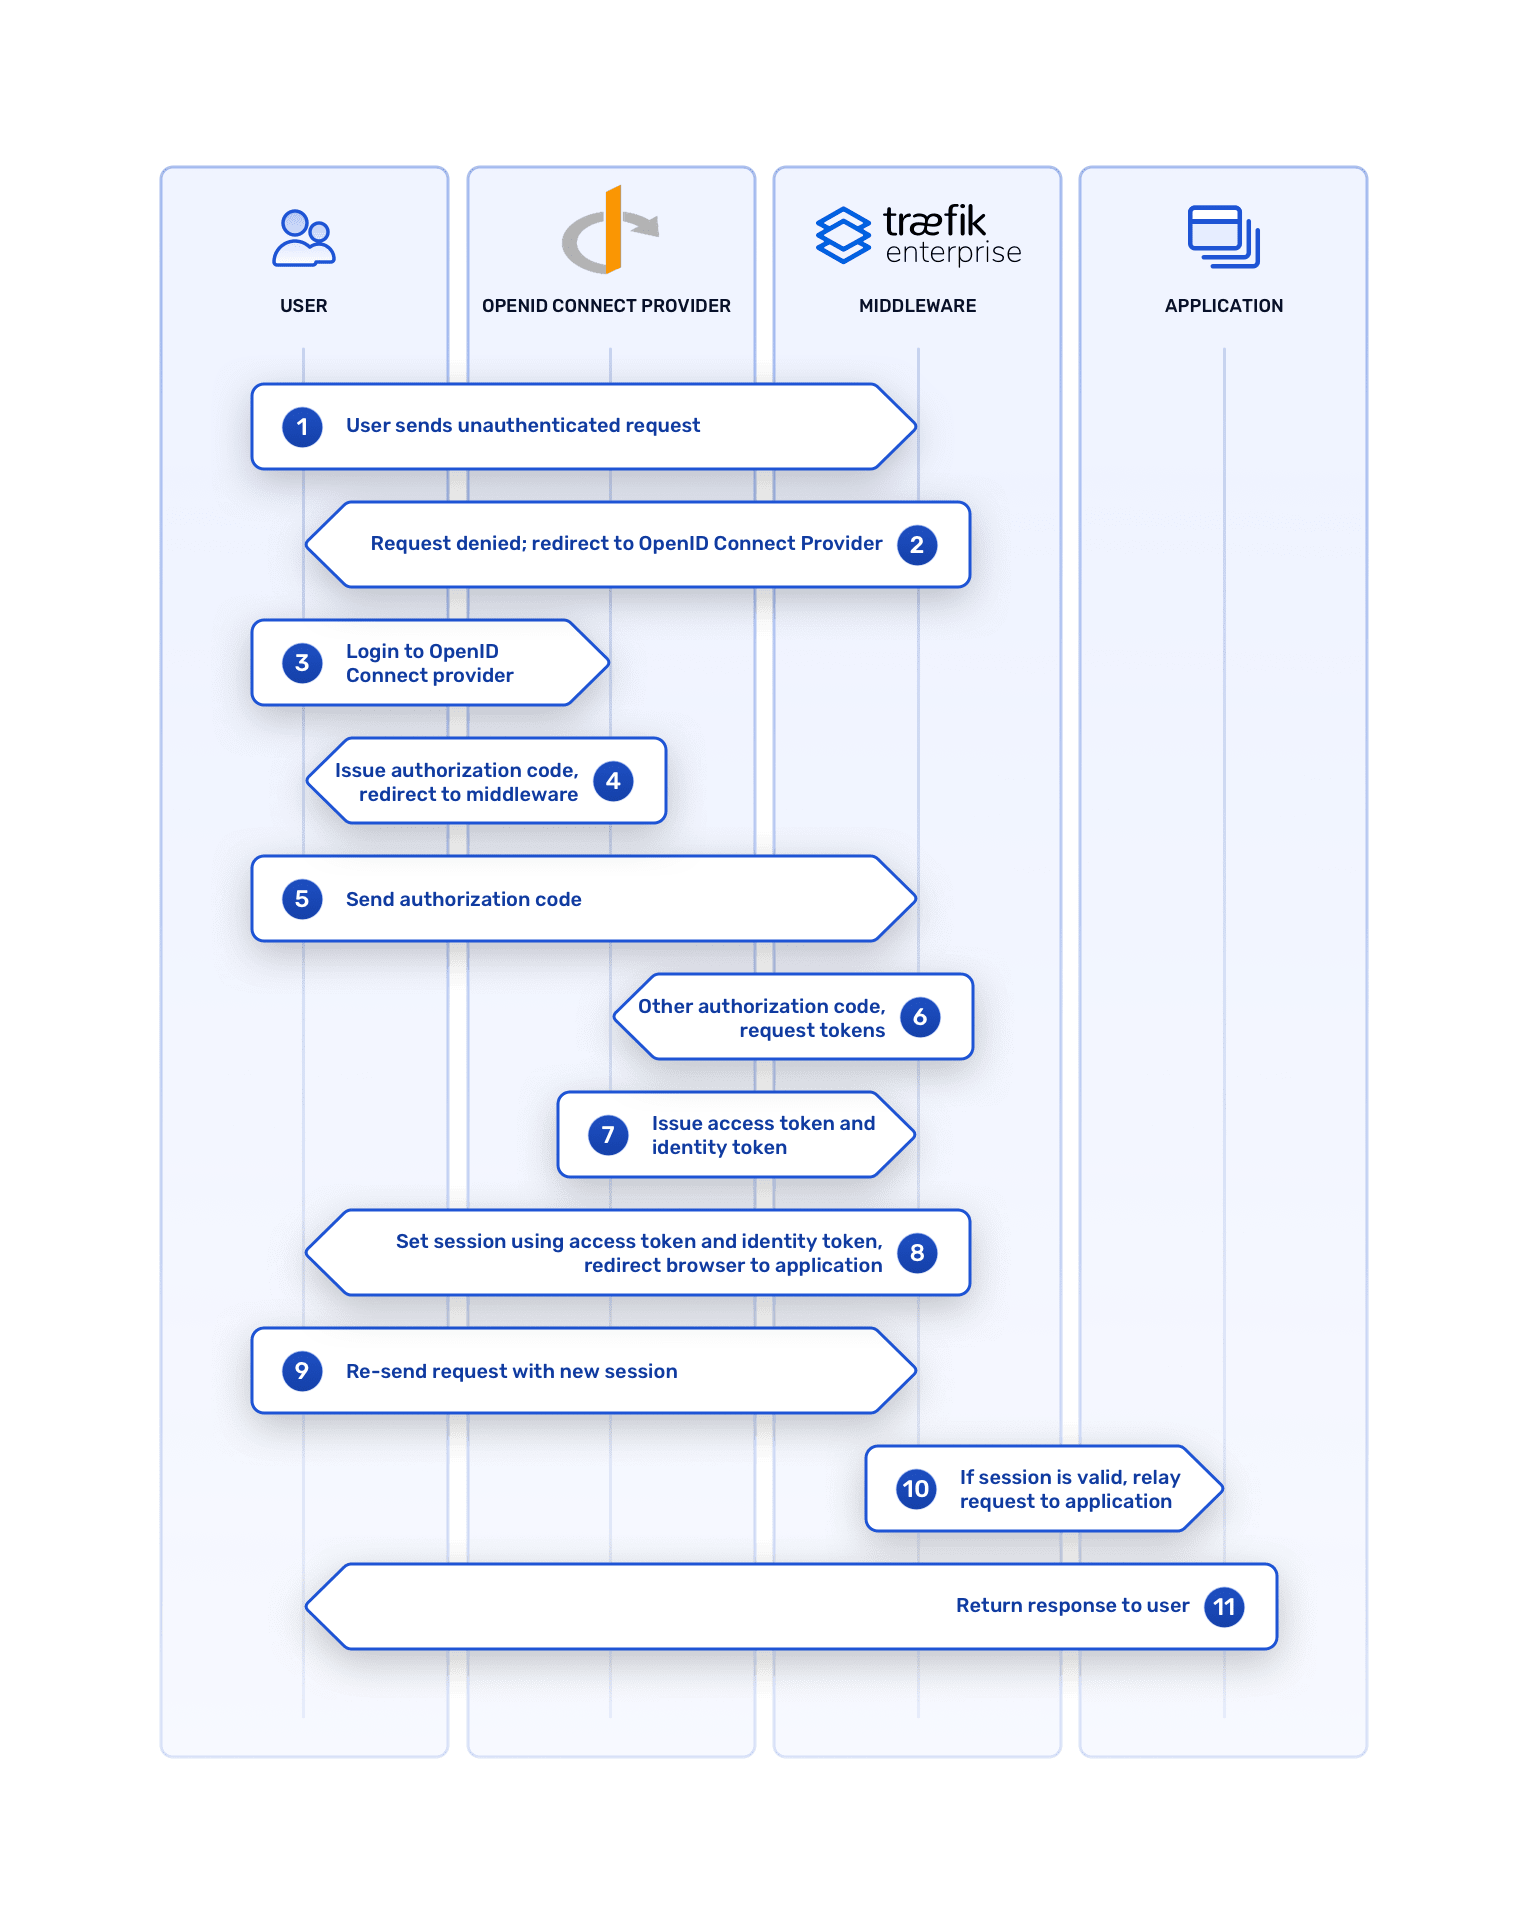 træfik
enterprise
USER
OPENID CONNECT PROVIDER
MIDDLEWARE
APPLICATION
1
User sends unauthenticated request
Request denied; redirect to OpenID Connect Provider
2
3
Login to OpenID
Connect provider
Issue authorization code,
redirect to middleware
4
5
Send authorization code
Other authorization code,
request tokens
6
7
Issue access token and
identity token
Set session using access token and identity token,
redirect browser to application
8
9
Re-send request with new session
10
If session is valid, relay
request to application
Return response to user
11